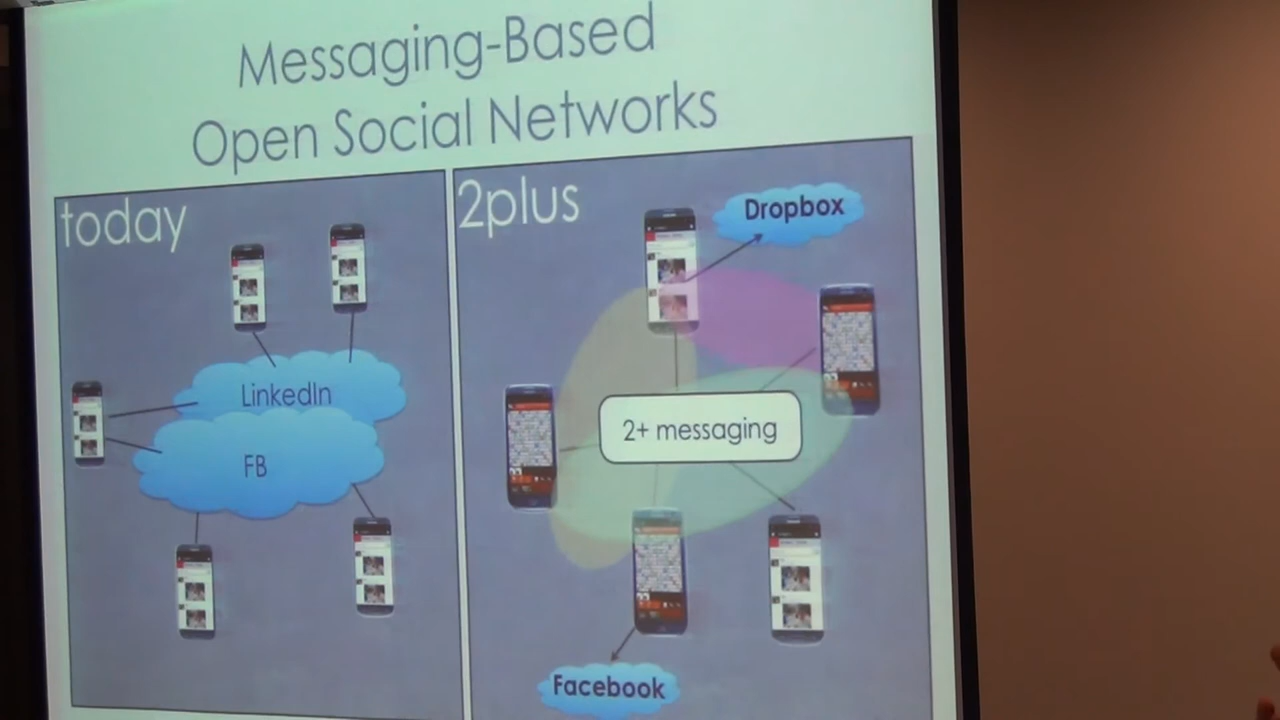 Messaging-Based
Open Social Networks
today
LinkedIn
FB
2plus
Dropbox
2+ messaging
Facebook